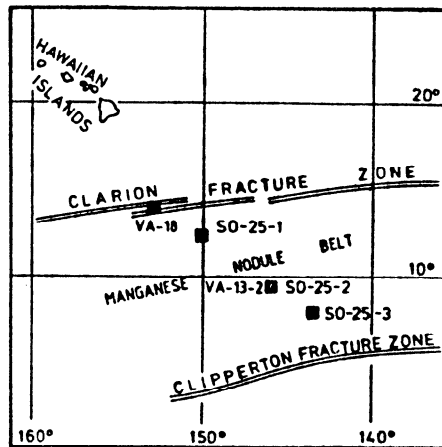 HAWAIIAN
ISLANDS
20°
CLARION FRACTURE ZONE
VA-18 SO-25-1
MANGANESE NODULE BELT
10°
VA-13-2 SO-25-2
SO-25-3
CLIPPERTON FRACTURE ZONE
160° 150° 140°